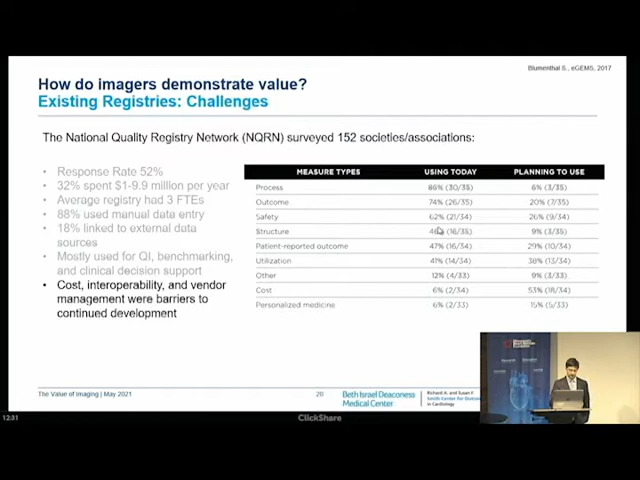 Blumenthal S., eGEMS, 2017
How do imagers demonstrate value?
Existing Registries: Challenges
The National Quality Registry Network (NQRN) surveyed 152 societies/associations:
• Response Rate 52%
• 32% spent $1-9.9 million per year
• Average registry had 3 FTEs
• 88% used manual data entry
• 18% linked to external data
sources
• Mostly used for QI, benchmarking,
and clinical decision support
• Cost, interoperability, and vendor
management were barriers to
continued development
MEASURE TYPES USING TODAY PLANNING TO USE
Process 86% (30/35) 6% (3/35)
Outcome 74% (26/35) 20% (7/35)
Safety 62% (21/34) 26% (9/34)
Structure (16/35) 9% (3/35)
Patient-reported outcome 47% (16/34) 29% (10/34)
Utilization 41% (14/34) 38% (13/34)
Other 12% (4/33) 9% (3/33)
Cost 6% (2/34) 53% (18/34)
Personalized medicine 6% (2/33) 15% (5/33)
The Value of Imaging | May 2021
20
Beth Israel Deaconess
Medical Center
Richard A. and Susan F.
Smith Center for
in Cardiology
12:31
ClickShare